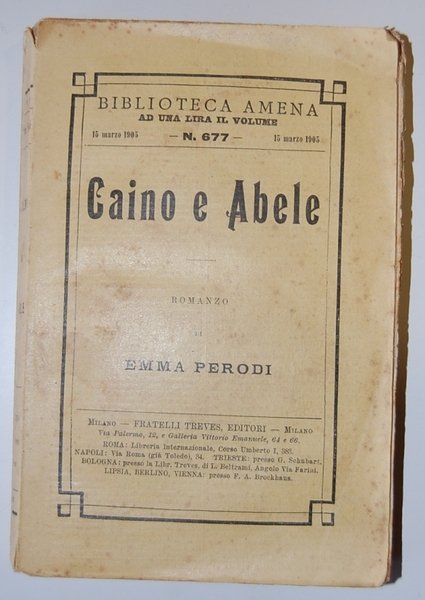 BIBLIOTECA AMENA
AD UNA LIRA IL VOLUME
15 marzo 1905 — N. 677 — 15 marzo 1905
Caino e Abele
ROMANZO
DI
EMMA PERODI
MILANO — FRATELLI TREVES, EDITORI — MILANO
Via Palermo, 12, e Galleria Vittorio Emanuele, 64 e 66.
ROMA: Libreria Internazionale, Corso Umberto I, 383.
NAPOLI: Via Roma (già Toledo), 34. TRIESTE: presso G. Schubart.
BOLOGNA: presso la Libr. Treves, di L. Beltrami, Angolo Via Farini.
LIPSIA, BERLINO, VIENNA: presso F. A. Brockhaus.